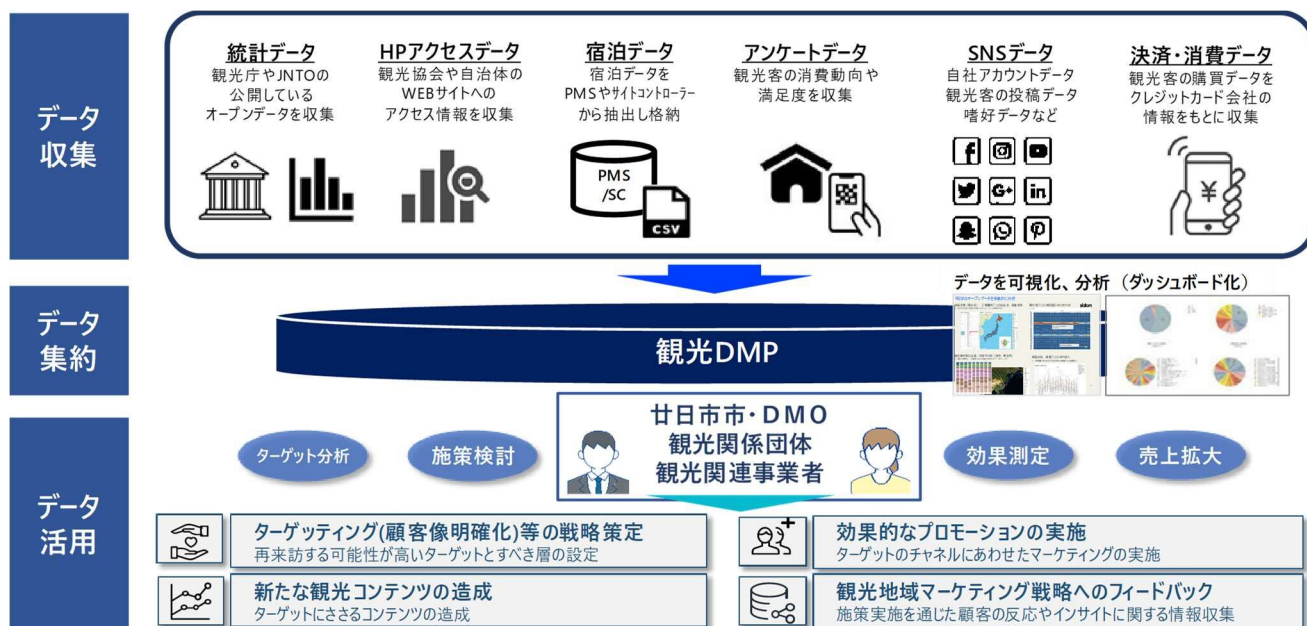 データ
収集
統計データ
観光庁やJNTOの
公開している
オープンデータを収集
HPアクセスデータ
観光協会や自治体の
WEBサイトへの
アクセス情報を収集
宿泊データ
宿泊データを
PMSやサイトコントローラー
から抽出し格納
PMS
/SC
CSV
アンケートデータ
観光客の消費動向や
満足度を収集
SNSデータ
自社アカウントデータ
観光客の投稿データ
嗜好データなど
決済・消費データ
観光客の購買データを
クレジットカード会社の
情報をもとに収集
¥
データ
集約
観光DMP
データを可視化、分析 （ダッシュボード化）
データ
活用
ターゲット分析
施策検討
廿日市市・DMO
観光関係団体
観光関連事業者
効果測定
売上拡大
ターゲッティング(顧客像明確化)等の戦略策定
再来訪する可能性が高いターゲットとすべき層の設定
効果的なプロモーションの実施
ターゲットのチャネルにあわせたマーケティングの実施
新たな観光コンテンツの造成
ターゲットにささるコンテンツの造成
観光地域マーケティング戦略へのフィードバック
施策実施を通じた顧客の反応やインサイトに関する情報収集